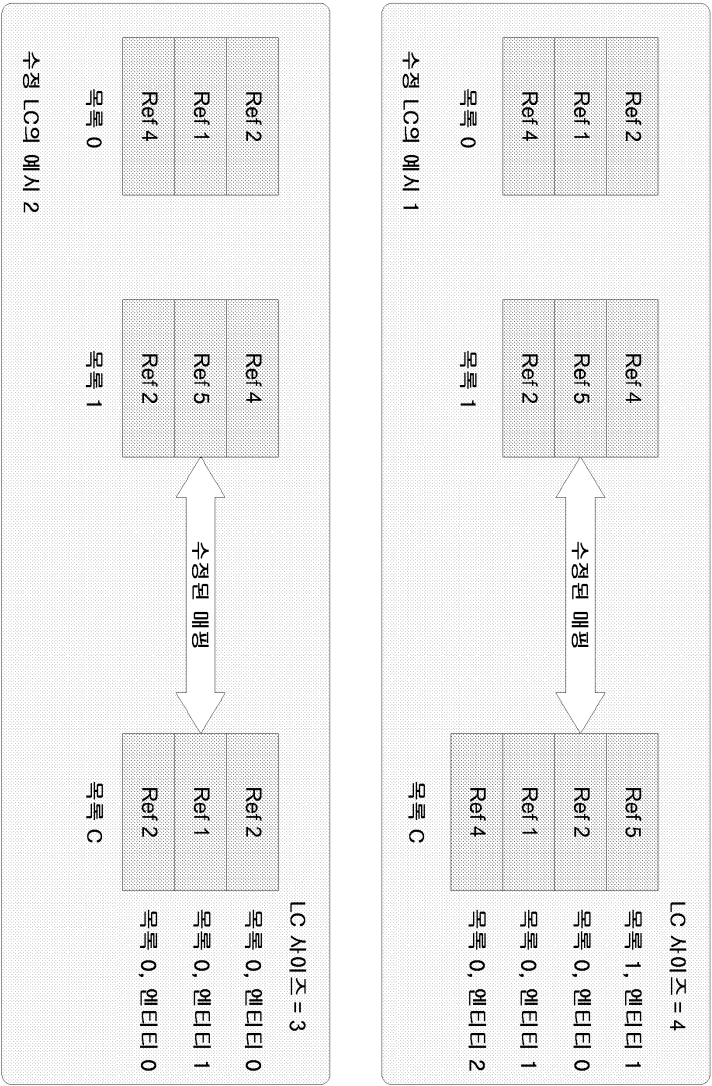 LC 사이즈 = 4
Ref 2 Ref 4 Ref 5 목록 1, 엔티티 1
Ref 1 Ref 5 수정된 매핑 Ref 2 목록 0, 엔티티 0
Ref 4 Ref 2 Ref 1 목록 0, 엔티티 1
목록 0 목록 1 Ref 4 목록 0, 엔티티 2
목록 C
수정 LC의 예시 1
LC 사이즈 = 3
Ref 2 Ref 4 Ref 2 목록 0, 엔티티 0
Ref 1 Ref 5 수정된 매핑 Ref 1 목록 0, 엔티티 1
Ref 4 Ref 2 Ref 2 목록 0, 엔티티 0
목록 0 목록 1 목록 C
수정 LC의 예시 2